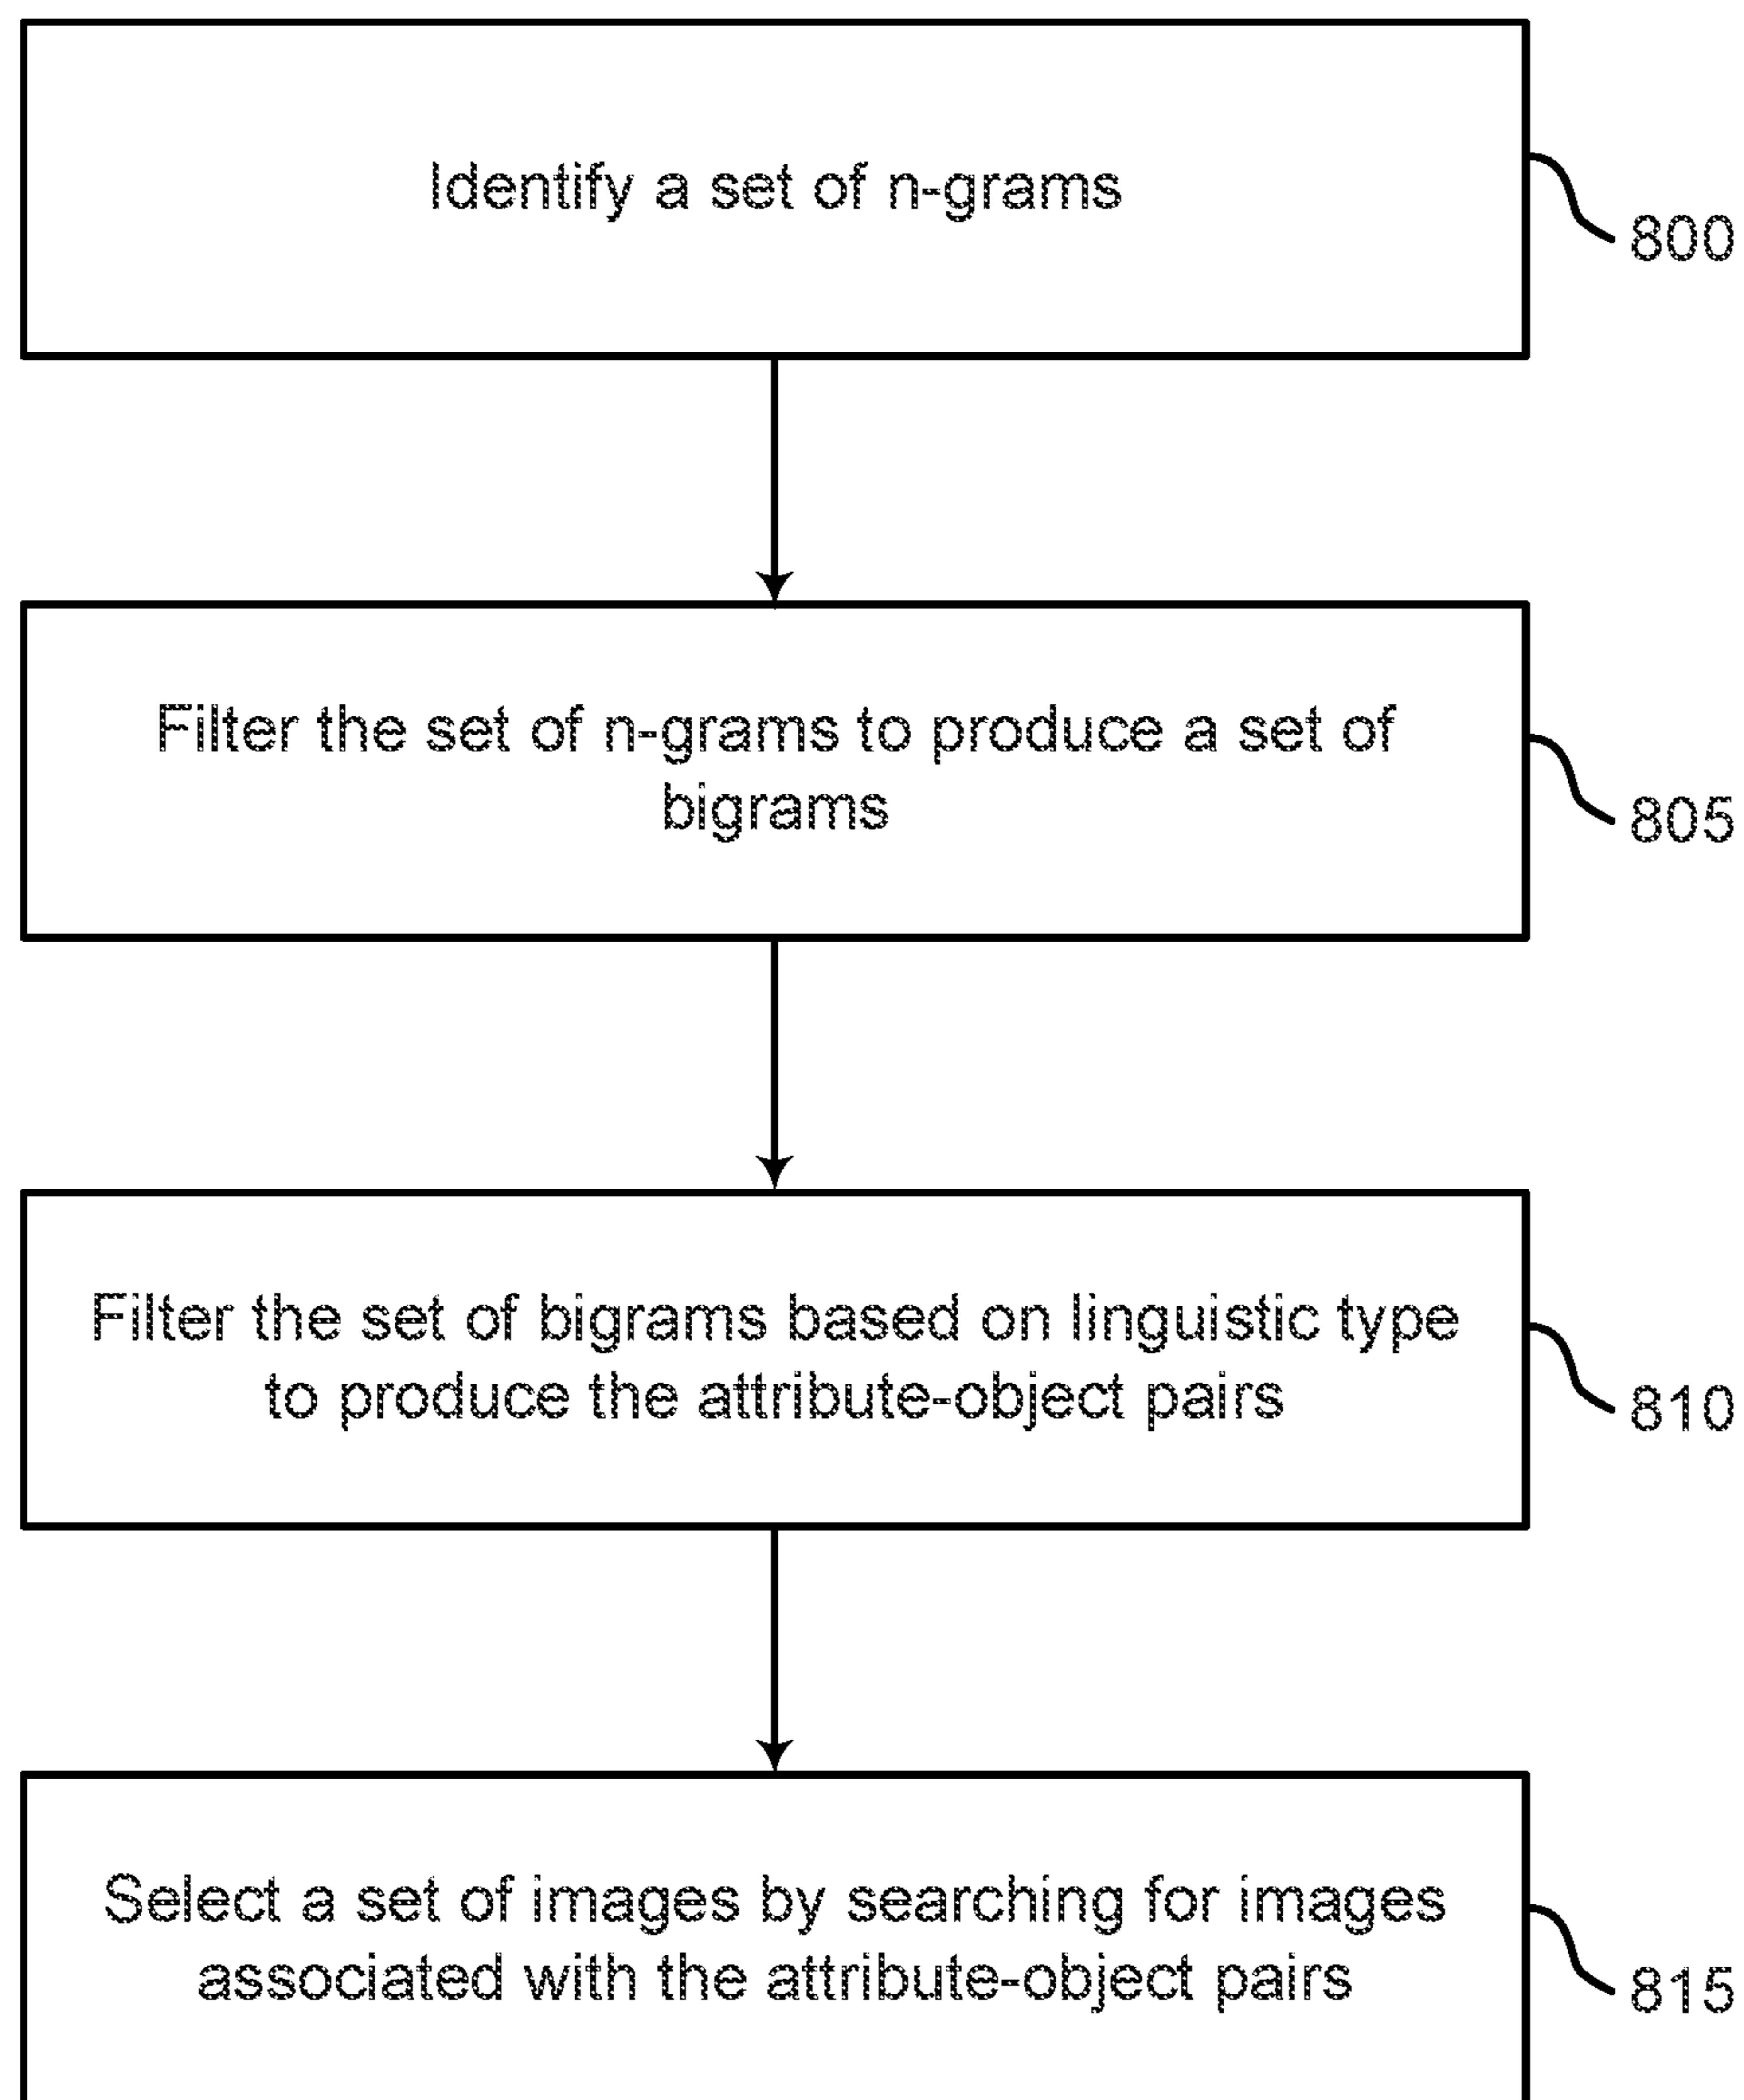 Identify a set of n-grams
800
Filter the set of n-grams to produce a set of
bigrams
805
Filter the set of bigrams based on linguistic type
to produce the attribute-object pairs
810
Select a set of images by searching for images
associated with the attribute-object pairs
815